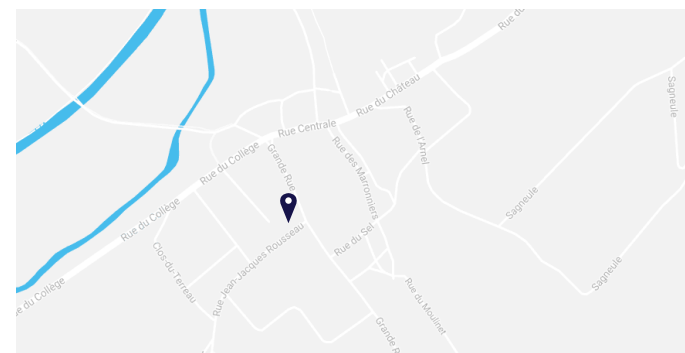 Rue du
Rue du Château
Sagneule
Rue Centrale
Rue de l'Arnel
Rue du Collège
Grande Rue
Rue des Marronniers
Sagneule
Rue du Collège
Rue du Sel
Rue Jean-Jacques Rousseau
Clos du Terreau
Sagneule
Rue du Moulinet
e du Collège
Grande R